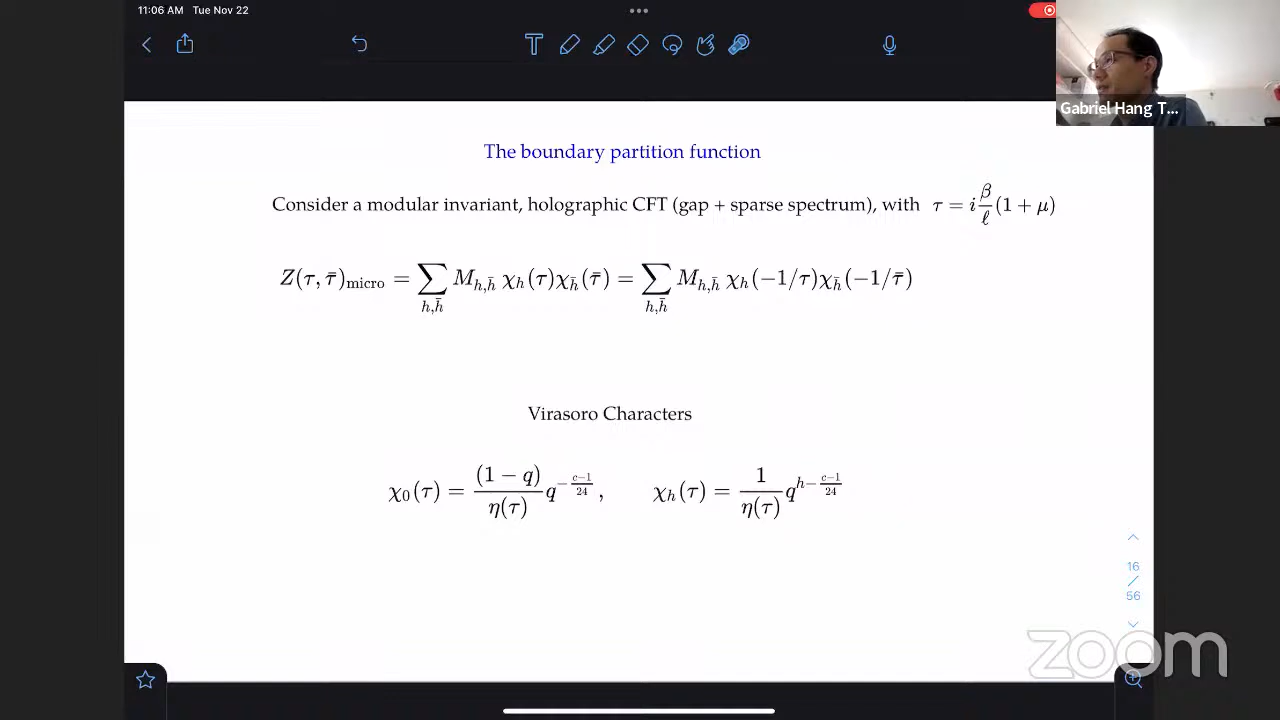 11:06 AM Tue Nov 22
Gabriel Hang T...
The boundary partition function
Consider a modular invariant, holographic CFT (gap + sparse spectrum), with τ = i β/ℓ (1 + μ)
Z(τ, τ̄)_micro = ∑_{h,h̄} M_{h,h̄} χ_h(τ)χ_h̄(τ̄) = ∑_{h,h̄} M_{h,h̄} χ_h(−1/τ)χ_h̄(−1/τ̄)
Virasoro Characters
χ_0(τ) = (1 − q)/η(τ) q^{−(c−1)/24}, χ_h(τ) = 1/η(τ) q^{h−(c−1)/24}
16
/
56
zoom